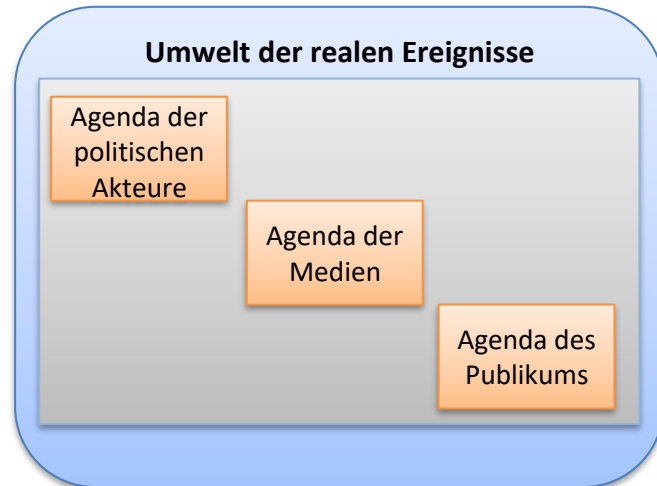 Umwelt der realen Ereignisse
Agenda der
politischen
Akteure
Agenda der
Medien
Agenda des
Publikums